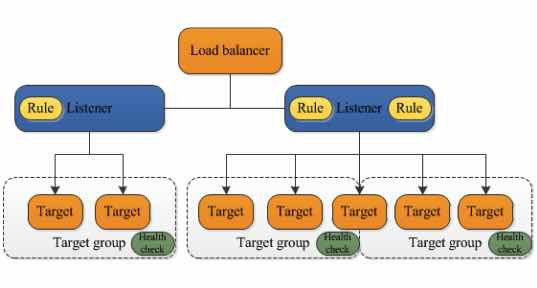 Load balancer
Rule Listener
Rule Listener Rule
Target Target
Target Target Target Target Target
Target group Health
check
Target group Health
check
Target group Health
check